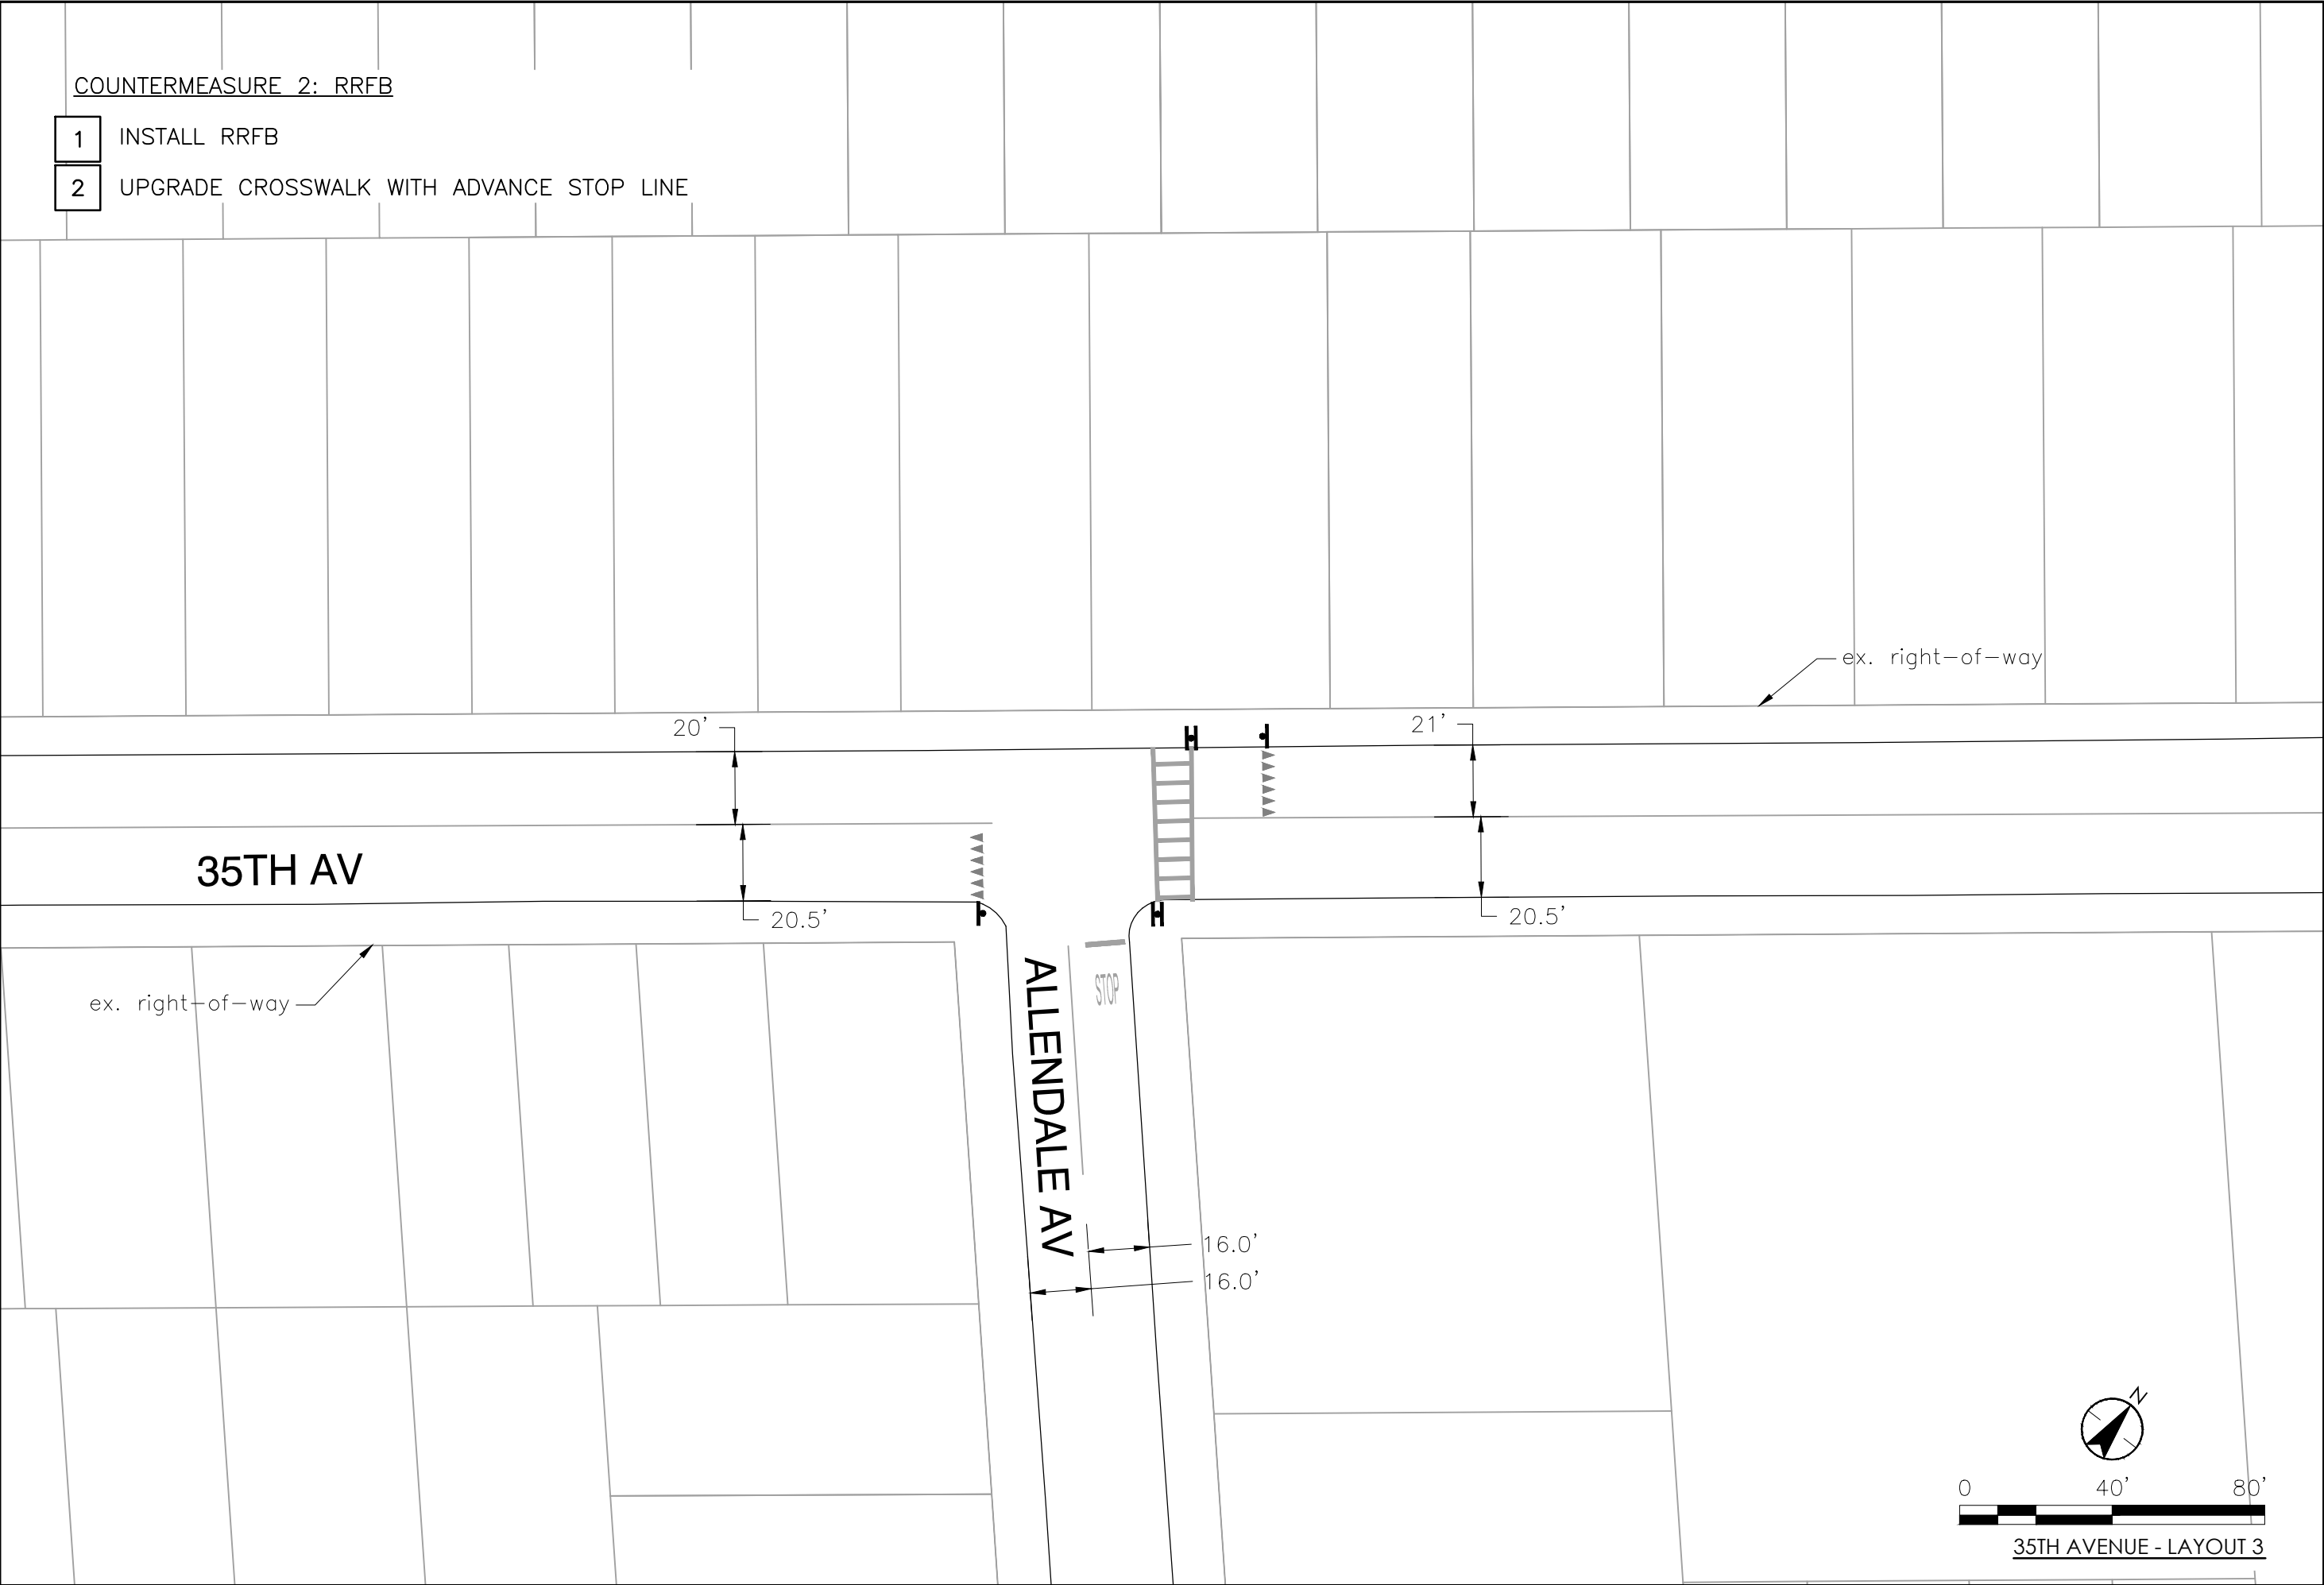 COUNTERMEASURE 2: RRFB
1 INSTALL RRFB
2 UPGRADE CROSSWALK WITH ADVANCE STOP LINE
ex. right-of-way
20'
21'
35TH AV
20.5'
20.5'
ex. right-of-way
STOP
ALLENDALE AV
16.0'
16.0'
N
0 40' 80'
35TH AVENUE - LAYOUT 3